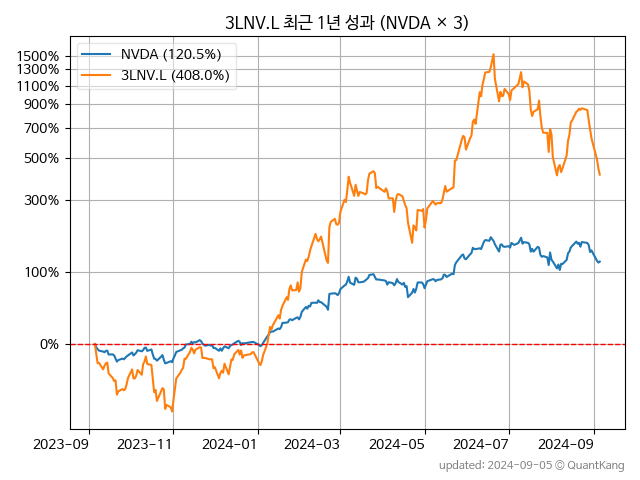 3LNV.L 최근 1년 성과 (NVDA × 3)
NVDA (120.5%)
3LNV.L (408.0%)
1500%
1300%
1100%
900%
700%
500%
300%
100%
0%
2023-09 2023-11 2024-01 2024-03 2024-05 2024-07 2024-09
updated: 2024-09-05 © QuantKang